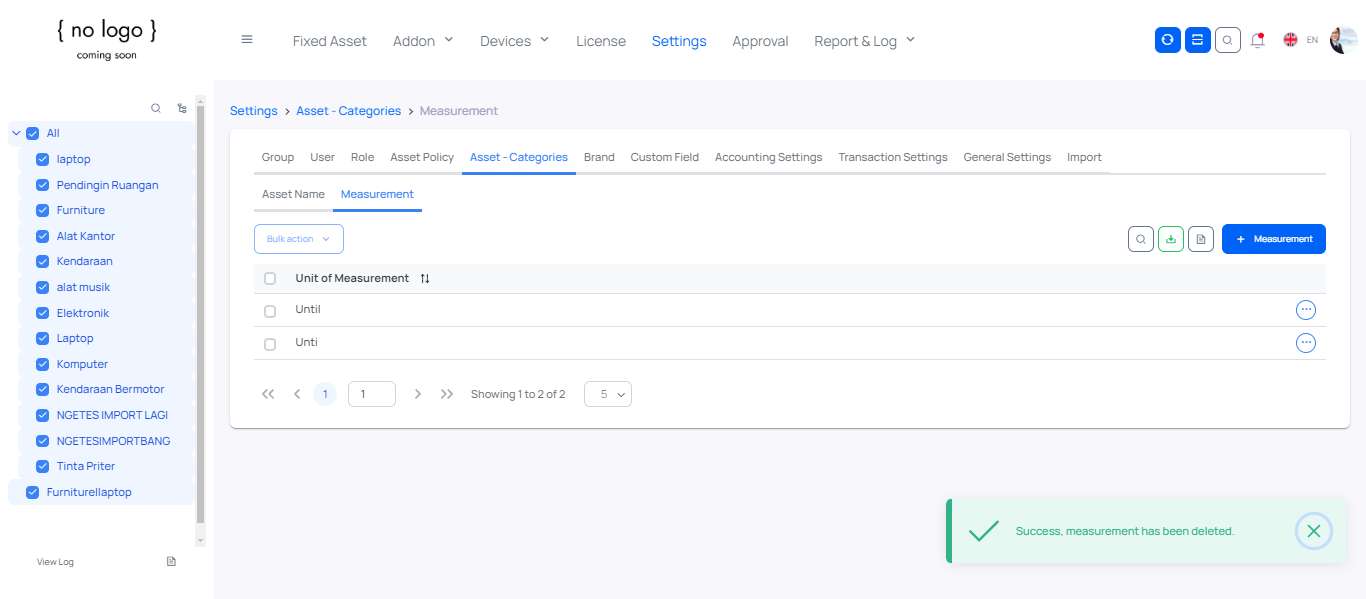 { no logo }
coming soon
Fixed Asset Addon Devices License Settings Approval Report & Log EN
Settings > Asset - Categories > Measurement
All
laptop
Pendingin Ruangan
Furniture
Alat Kantor
Kendaraan
alat musik
Elektronik
Laptop
Komputer
Kendaraan Bermotor
NGETES IMPORT LAGI
NGETESIMPORTBANG
Tinta Priter
Furniturellaptop
View Log
Group User Role Asset Policy Asset - Categories Brand Custom Field Accounting Settings Transaction Settings General Settings Import
Asset Name Measurement
Bulk action + Measurement
Unit of Measurement
Until
Unti
1 1 Showing 1 to 2 of 2 5
Success, measurement has been deleted.